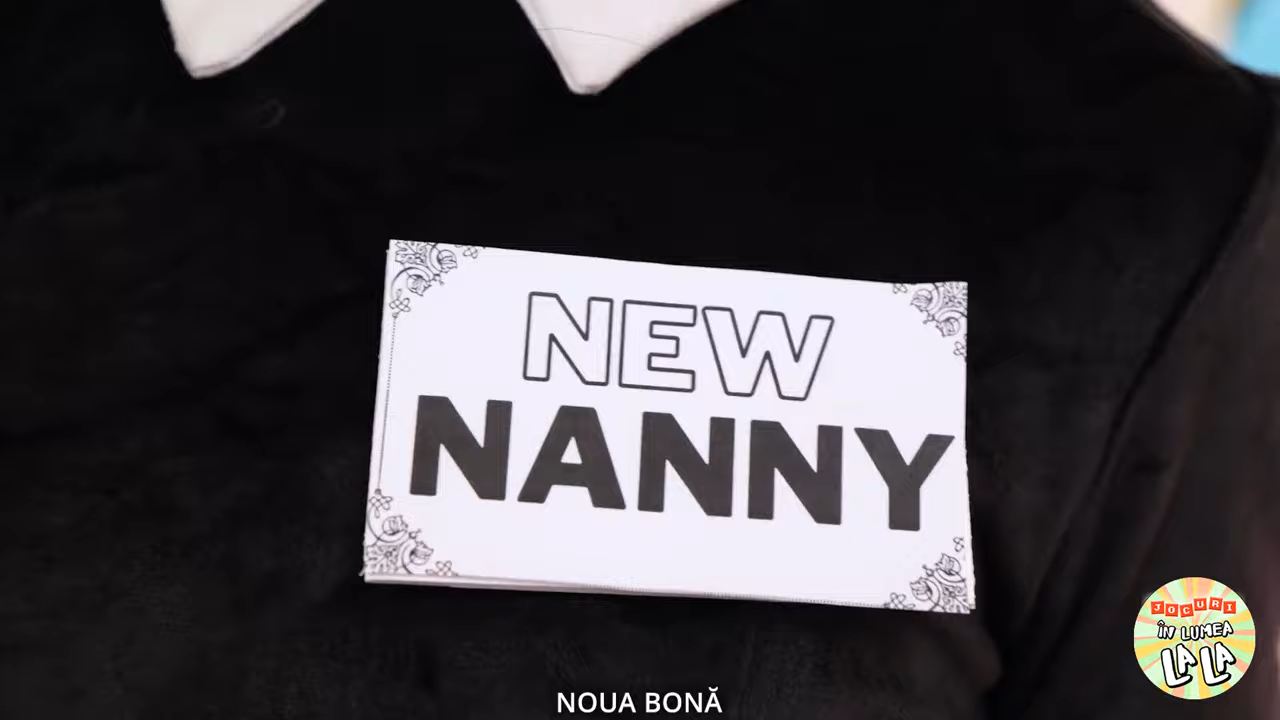 NEW
NANNY
JOCURI
ÎN LUMEA
LA LA
NOUA BONĂ